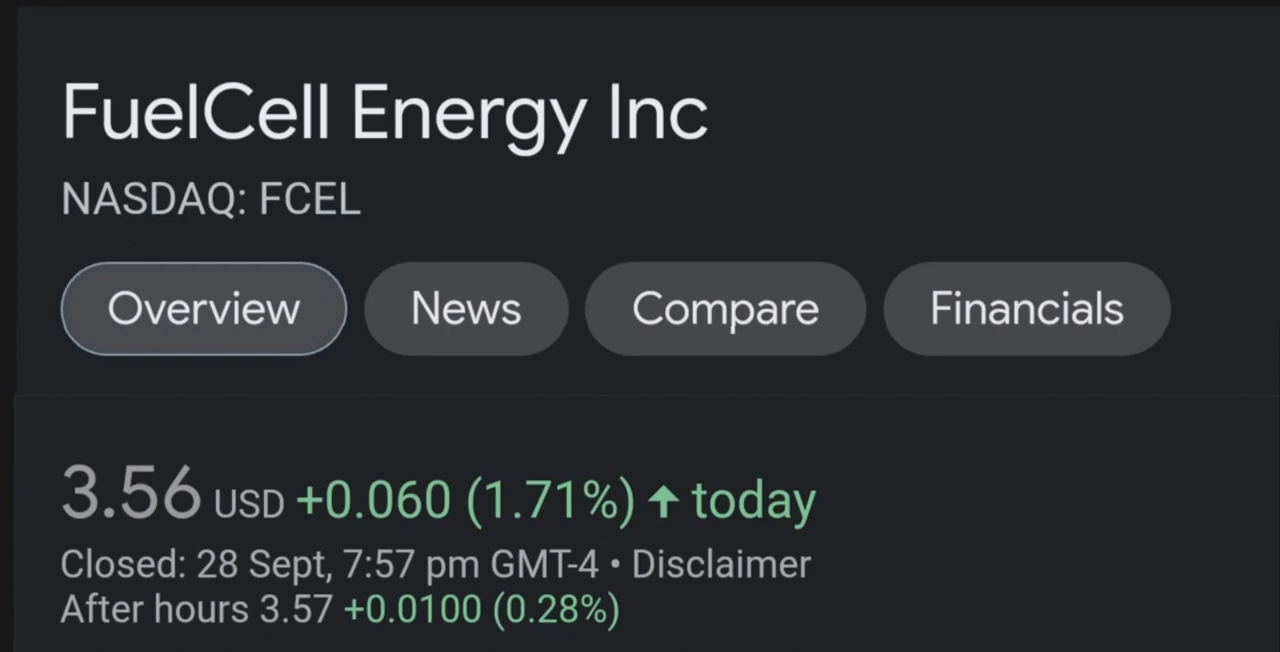 FuelCell Energy Inc
NASDAQ: FCEL
Overview News Compare Financials
3.56 USD +0.060 (1.71%) ↑ today
Closed: 28 Sept, 7:57 pm GMT-4 • Disclaimer
After hours 3.57 +0.0100 (0.28%)